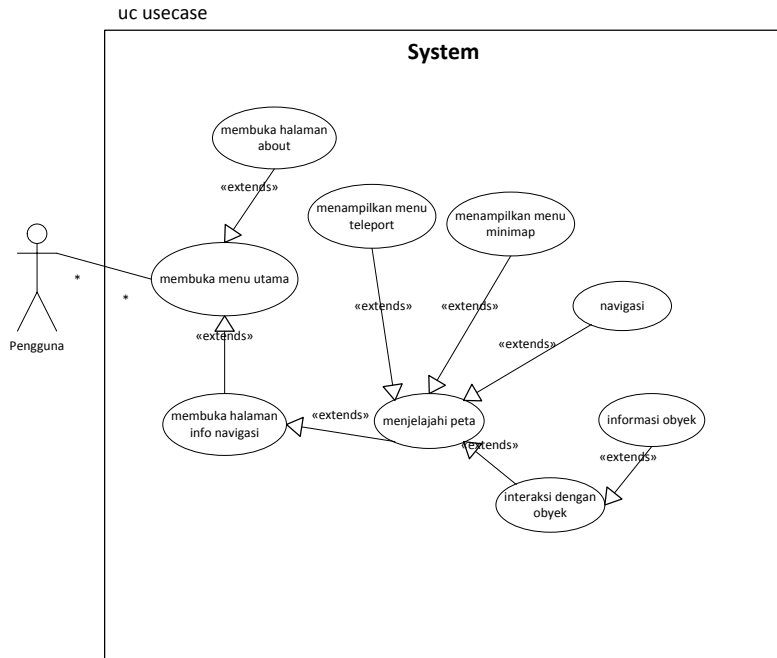 uc usecase
System
membuka halaman
about
«extends»
menampilkan menu
teleport
menampilkan menu
minimap
membuka menu utama
*
*
Pengguna
«extends»
«extends»
navigasi
«extends»
«extends»
membuka halaman
info navigasi
«extends»
menjelajahi peta
informasi obyek
«extends»
«extends»
interaksi dengan
obyek